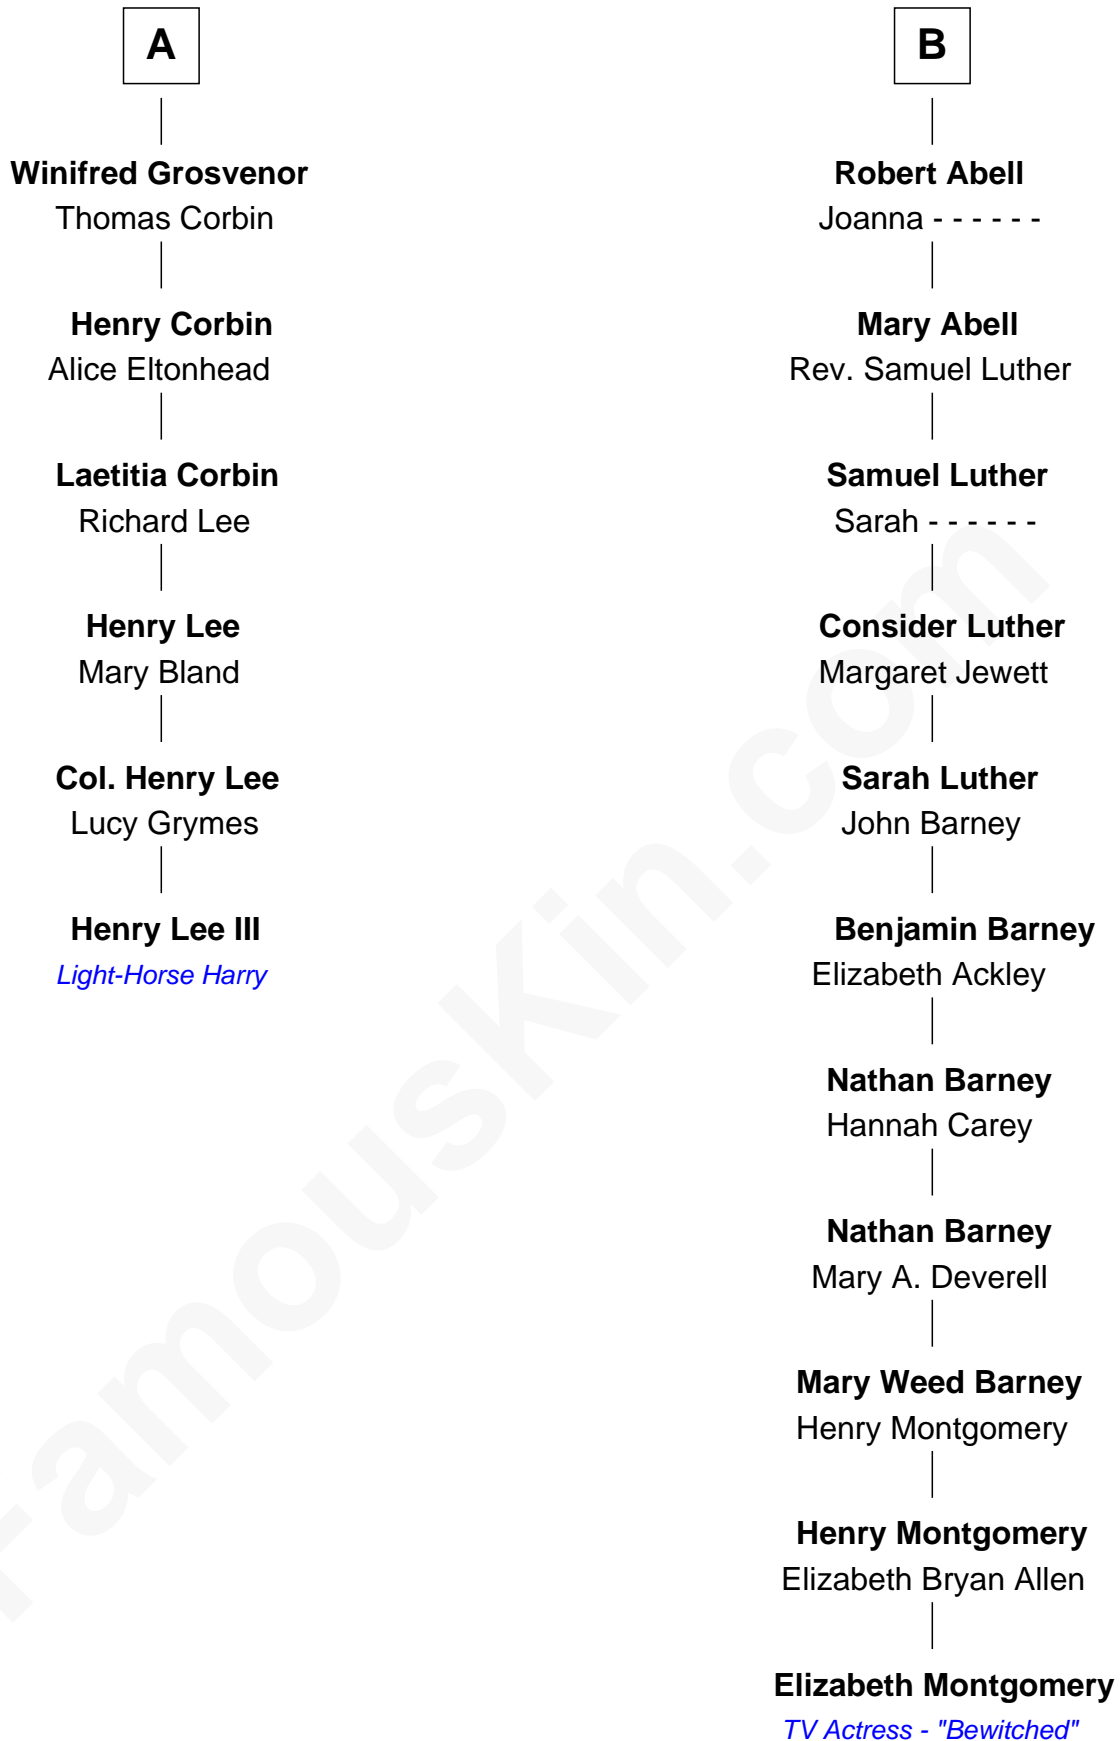 A
Winifred Grosvenor
Thomas Corbin
Henry Corbin
Alice Eltonhead
Laetitia Corbin
Richard Lee
Henry Lee
Mary Bland
Col. Henry Lee
Lucy Grymes
Henry Lee III
Light-Horse Harry
B
Robert Abell
Joanna - - - - - -
Mary Abell
Rev. Samuel Luther
Samuel Luther
Sarah - - - - - -
Consider Luther
Margaret Jewett
Sarah Luther
John Barney
Benjamin Barney
Elizabeth Ackley
Nathan Barney
Hannah Carey
Nathan Barney
Mary A. Deverell
Mary Weed Barney
Henry Montgomery
Henry Montgomery
Elizabeth Bryan Allen
Elizabeth Montgomery
TV Actress - "Bewitched"
FamousKin.com